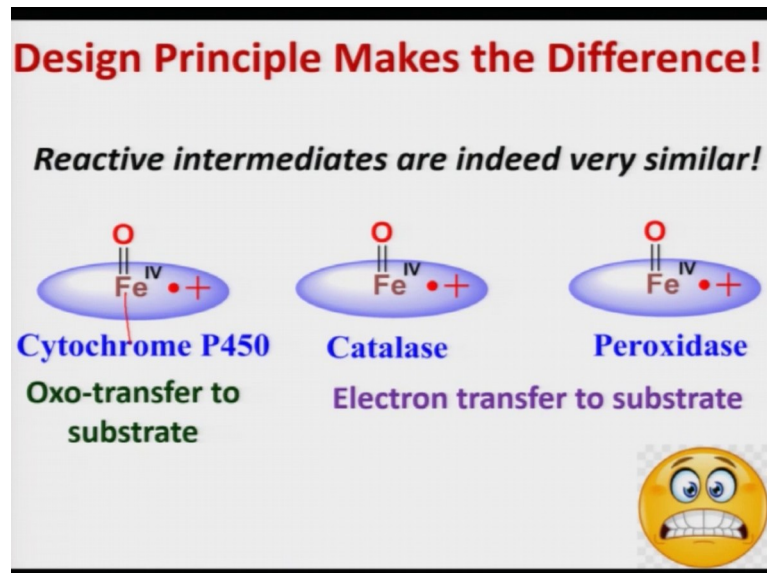 Design Principle Makes the Difference!
Reactive intermediates are indeed very similar!
O O O
Fe IV •+ Fe IV •+ Fe IV •+
Cytochrome P450 Catalase Peroxidase
Oxo-transfer to
substrate
Electron transfer to substrate